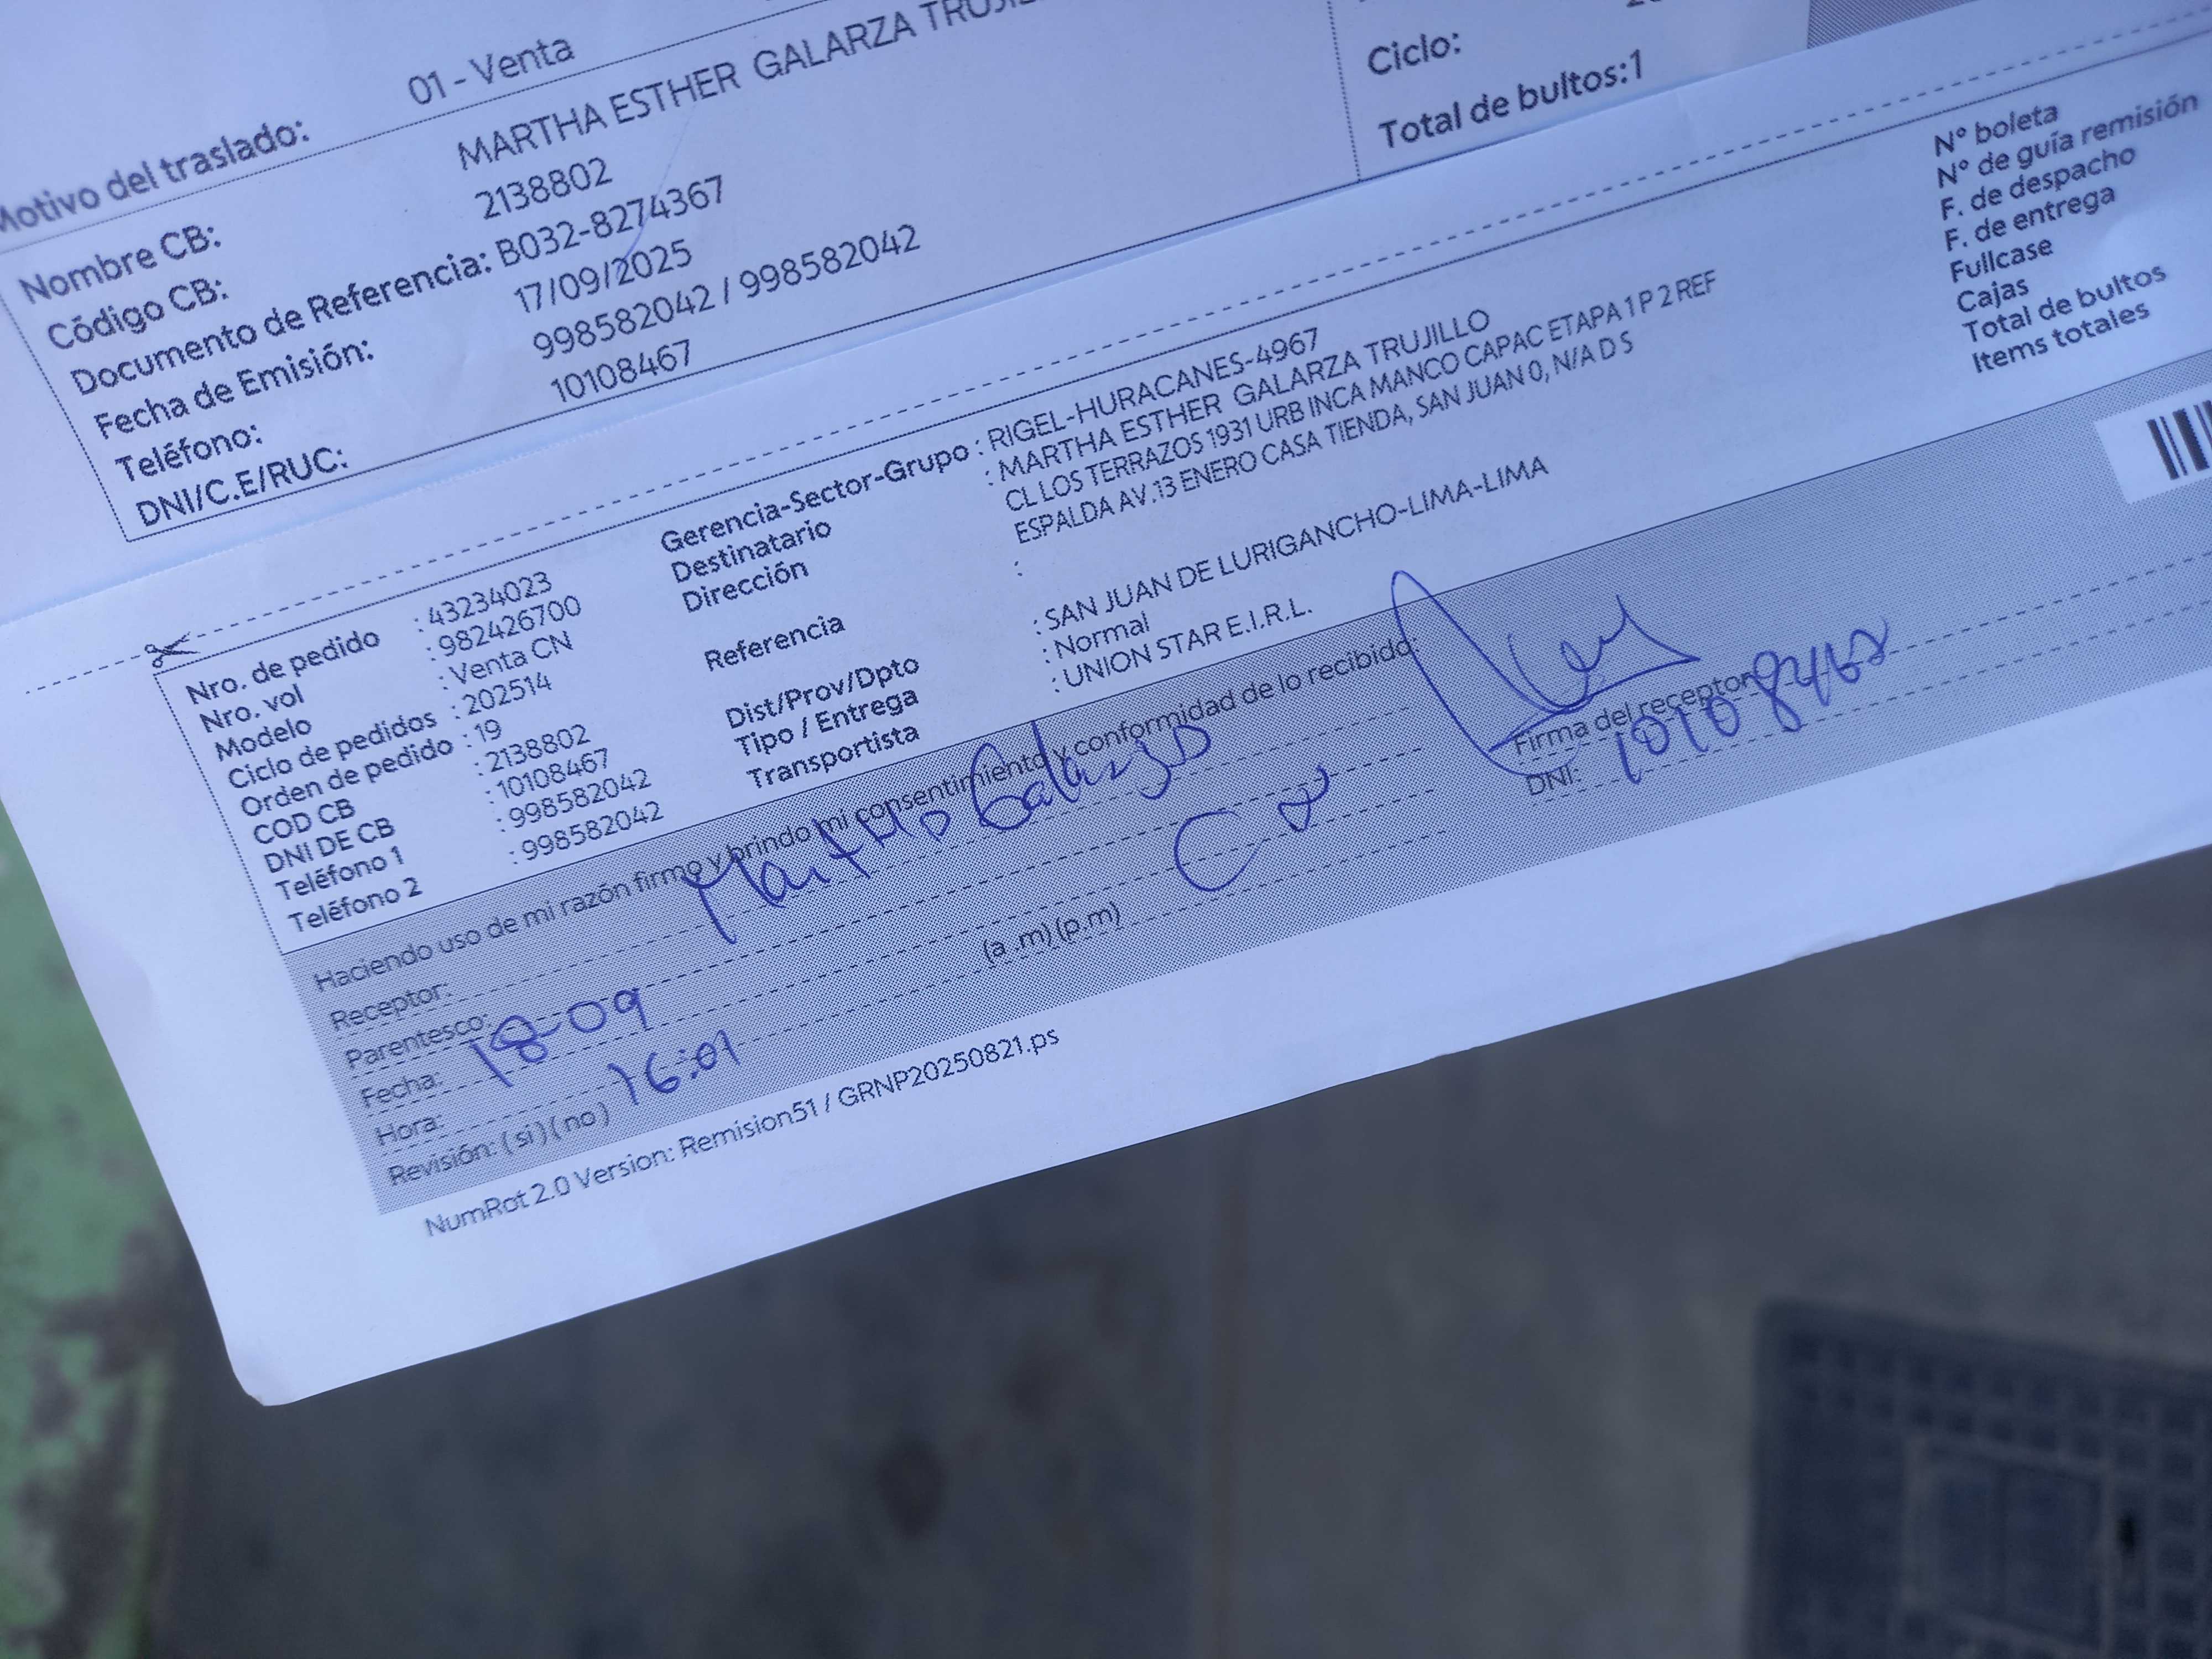 Motivo del traslado: 01 - Venta
Nombre CB: MARTHA ESTHER GALARZA
Código CB: 2138802
Documento de Referencia: B032-8274367
Fecha de Emisión: 17/09/2025
Teléfono: 998582042 / 998582042
DNI/C.E/RUC: 10108467
Ciclo:
Total de bultos:1
Nro. de pedido : 43234023
Nro. vol : 982426700
Modelo : Venta CN
Ciclo de pedidos : 202514
Orden de pedido : 19
COD CB : 2138802
DNI DE CB : 10108467
Teléfono 1 : 998582042
Teléfono 2 : 998582042
Gerencia-Sector-Grupo : RIGEL-HURACANES-4967
Destinatario : MARTHA ESTHER GALARZA TRUJILLO
Dirección CL LOS TERRAZOS 1931 URB INCA MANCO CAPAC ETAPA 1 P 2 REF
ESPALDA AV.13 ENERO CASA TIENDA, SAN JUAN 0, N/A D S
Referencia :
Dist/Prov/Dpto : SAN JUAN DE LURIGANCHO-LIMA-LIMA
Tipo / Entrega : Normal
Transportista : UNION STAR E.I.R.L.
N° boleta
N° de guía remisión
F. de despacho
F. de entrega
Fullcase
Cajas
Total de bultos
Items totales
Haciendo uso de mi razón firmo y brindo mi consentimiento y conformidad de lo recibido:
Receptor: Martha Galarza
Parentesco:
Fecha: 18-09
Hora: 16:01 (a .m) (p.m)
Revisión: ( si ) ( no )
Firma del receptor
DNI: 10108467
NumRot 2.0 Version: Remision51 / GRNP20250821.ps